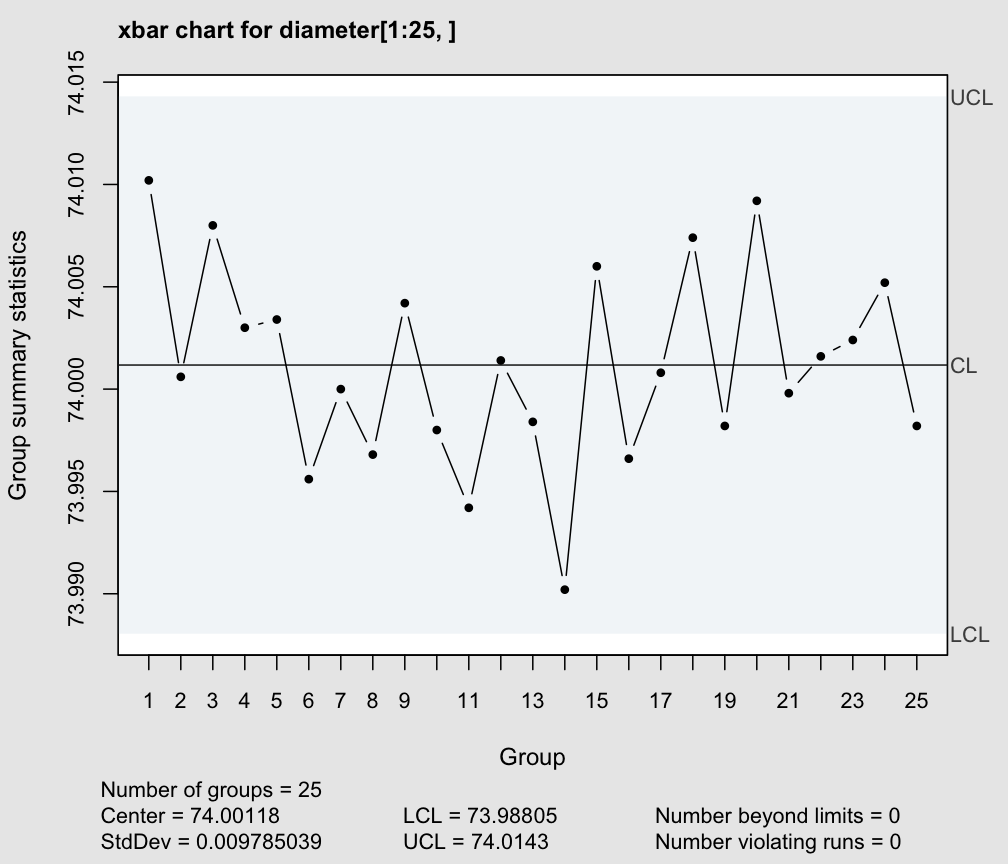 xbar chart for diameter[1:25, ]
74.015
74.010
74.005
74.000
73.995
73.990
Group summary statistics
UCL
CL
LCL
1 2 3 4 5 6 7 8 9 11 13 15 17 19 21 23 25
Group
Number of groups = 25
Center = 74.00118 LCL = 73.98805 Number beyond limits = 0
StdDev = 0.009785039 UCL = 74.0143 Number violating runs = 0